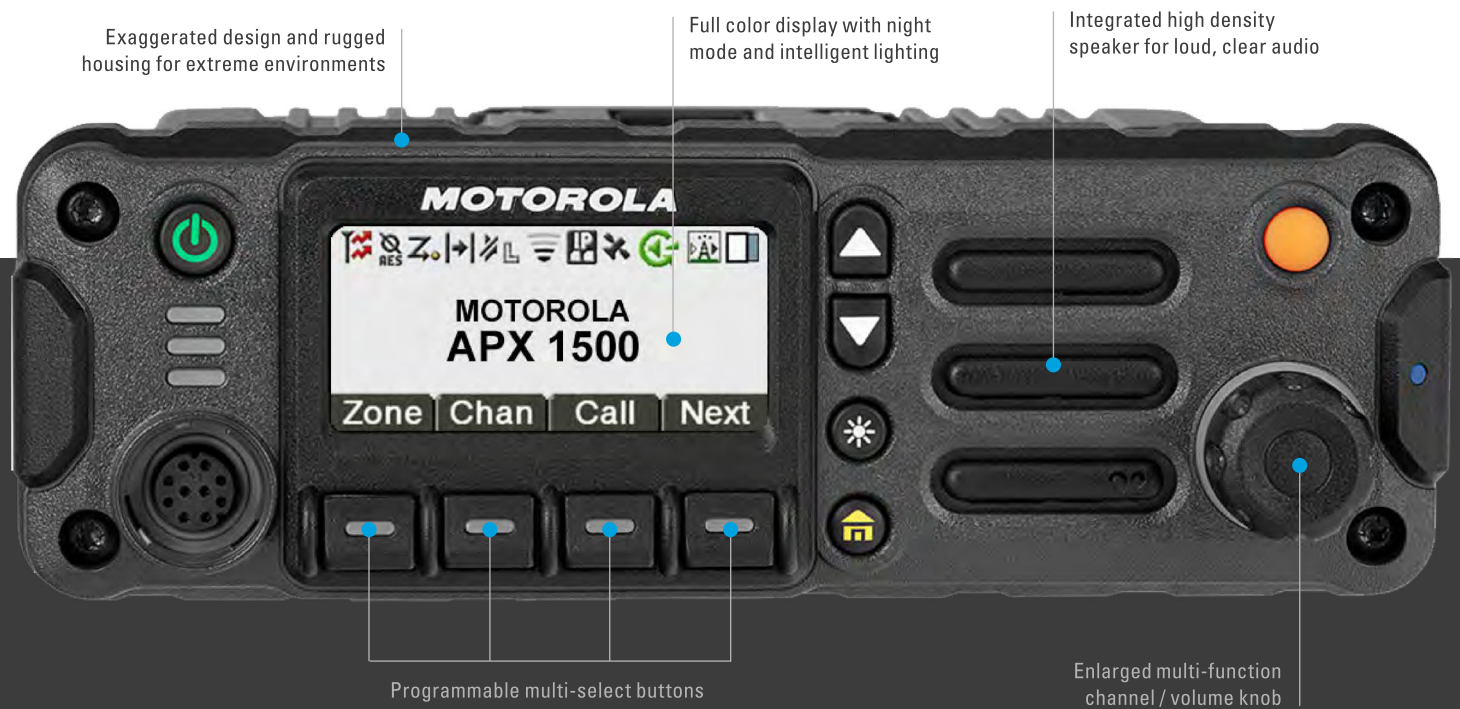 Exaggerated design and rugged
housing for extreme environments
Full color display with night
mode and intelligent lighting
Integrated high density
speaker for loud, clear audio
MOTOROLA
AES
L
MOTOROLA
APX 1500
Zone Chan Call Next
Programmable multi-select buttons
Enlarged multi-function
channel / volume knob